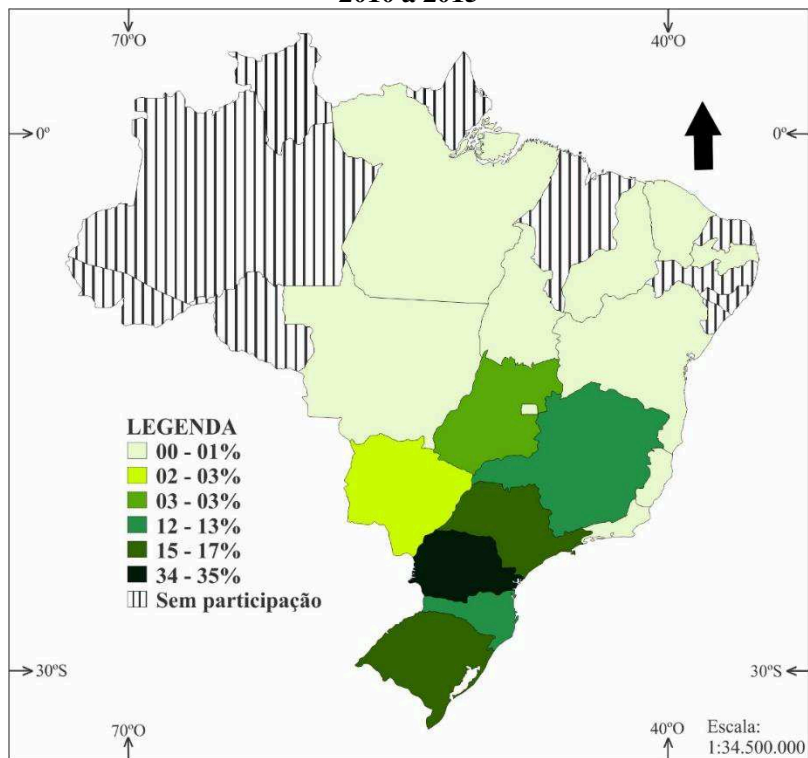 2010 a 2015
70ºO
40ºO
0º
0º
LEGENDA
00 - 01%
02 - 03%
03 - 03%
12 - 13%
15 - 17%
34 - 35%
Sem participação
30ºS
30ºS
70ºO
40ºO
Escala:
1:34.500.000